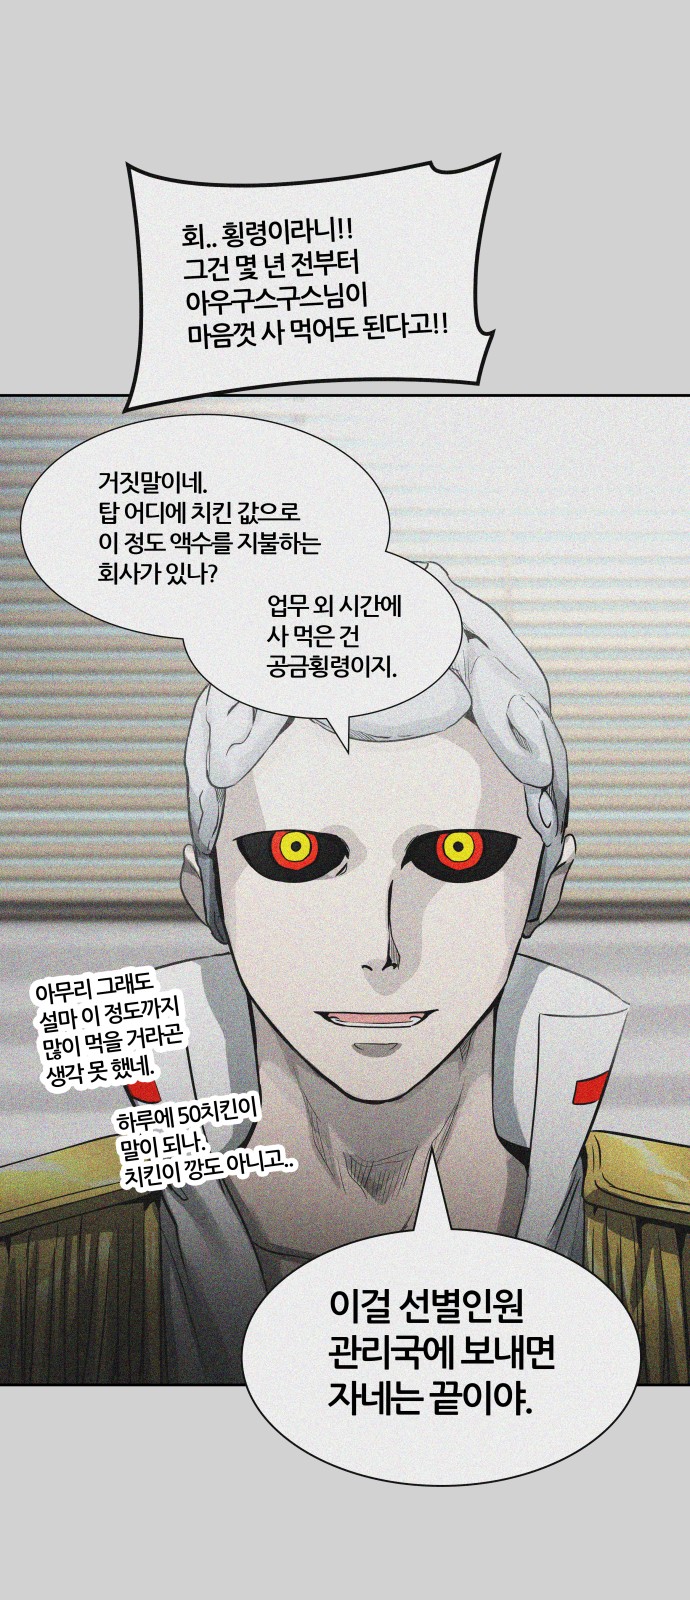 회.. 횡령이라니!!
그건 몇 년 전부터
아우구스구스님이
마음껏 사 먹어도 된다고!!
거짓말이네.
탑 어디에 치킨 값으로
이 정도 액수를 지불하는
회사가 있나?
업무 외 시간에
사 먹은 건
공금횡령이지.
아무리 그래도
설마 이 정도까지
많이 먹을 거라곤
생각 못 했네.
하루에 50치킨이
말이 되나.
치킨이 깡도 아니고..
이걸 선별인원
관리국에 보내면
자네는 끝이야.